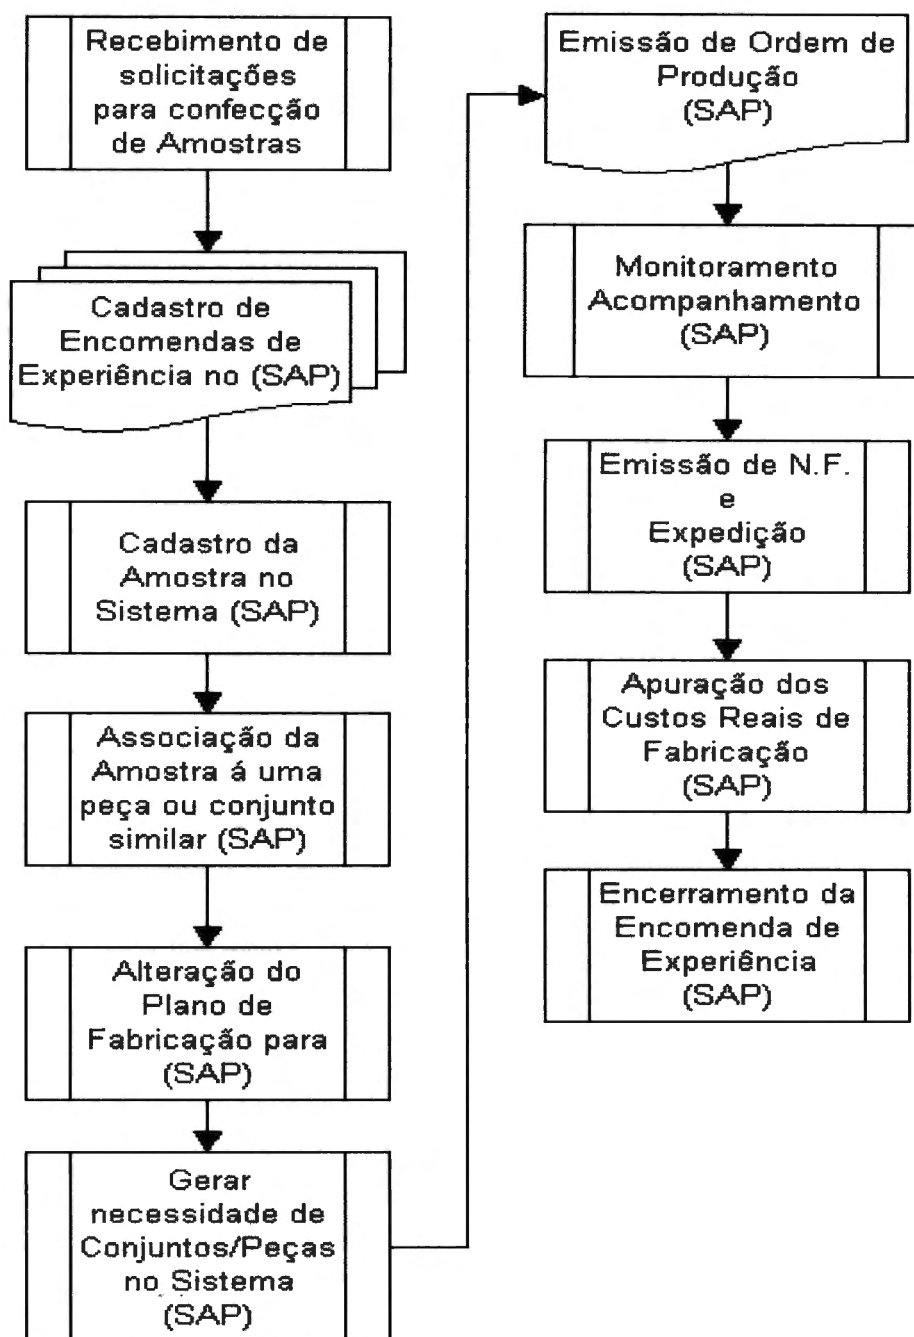 Recebimento de
solicitações
para confecção
de Amostras
Cadastro de
Encomendas de
Experiência no (SAP)
Cadastro da
Amostra no
Sistema (SAP)
Associação da
Amostra á uma
peça ou conjunto
similar (SAP)
Alteração do
Plano de
Fabricação para
(SAP)
Gerar
necessidade de
Conjuntos/Peças
no Sistema
(SAP)
Emissão de Ordem de
Produção
(SAP)
Monitoramento
Acompanhamento
(SAP)
Emissão de N.F.
e
Expedição
(SAP)
Apuração dos
Custos Reais de
Fabricação
(SAP)
Encerramento da
Encomenda de
Experiência
(SAP)